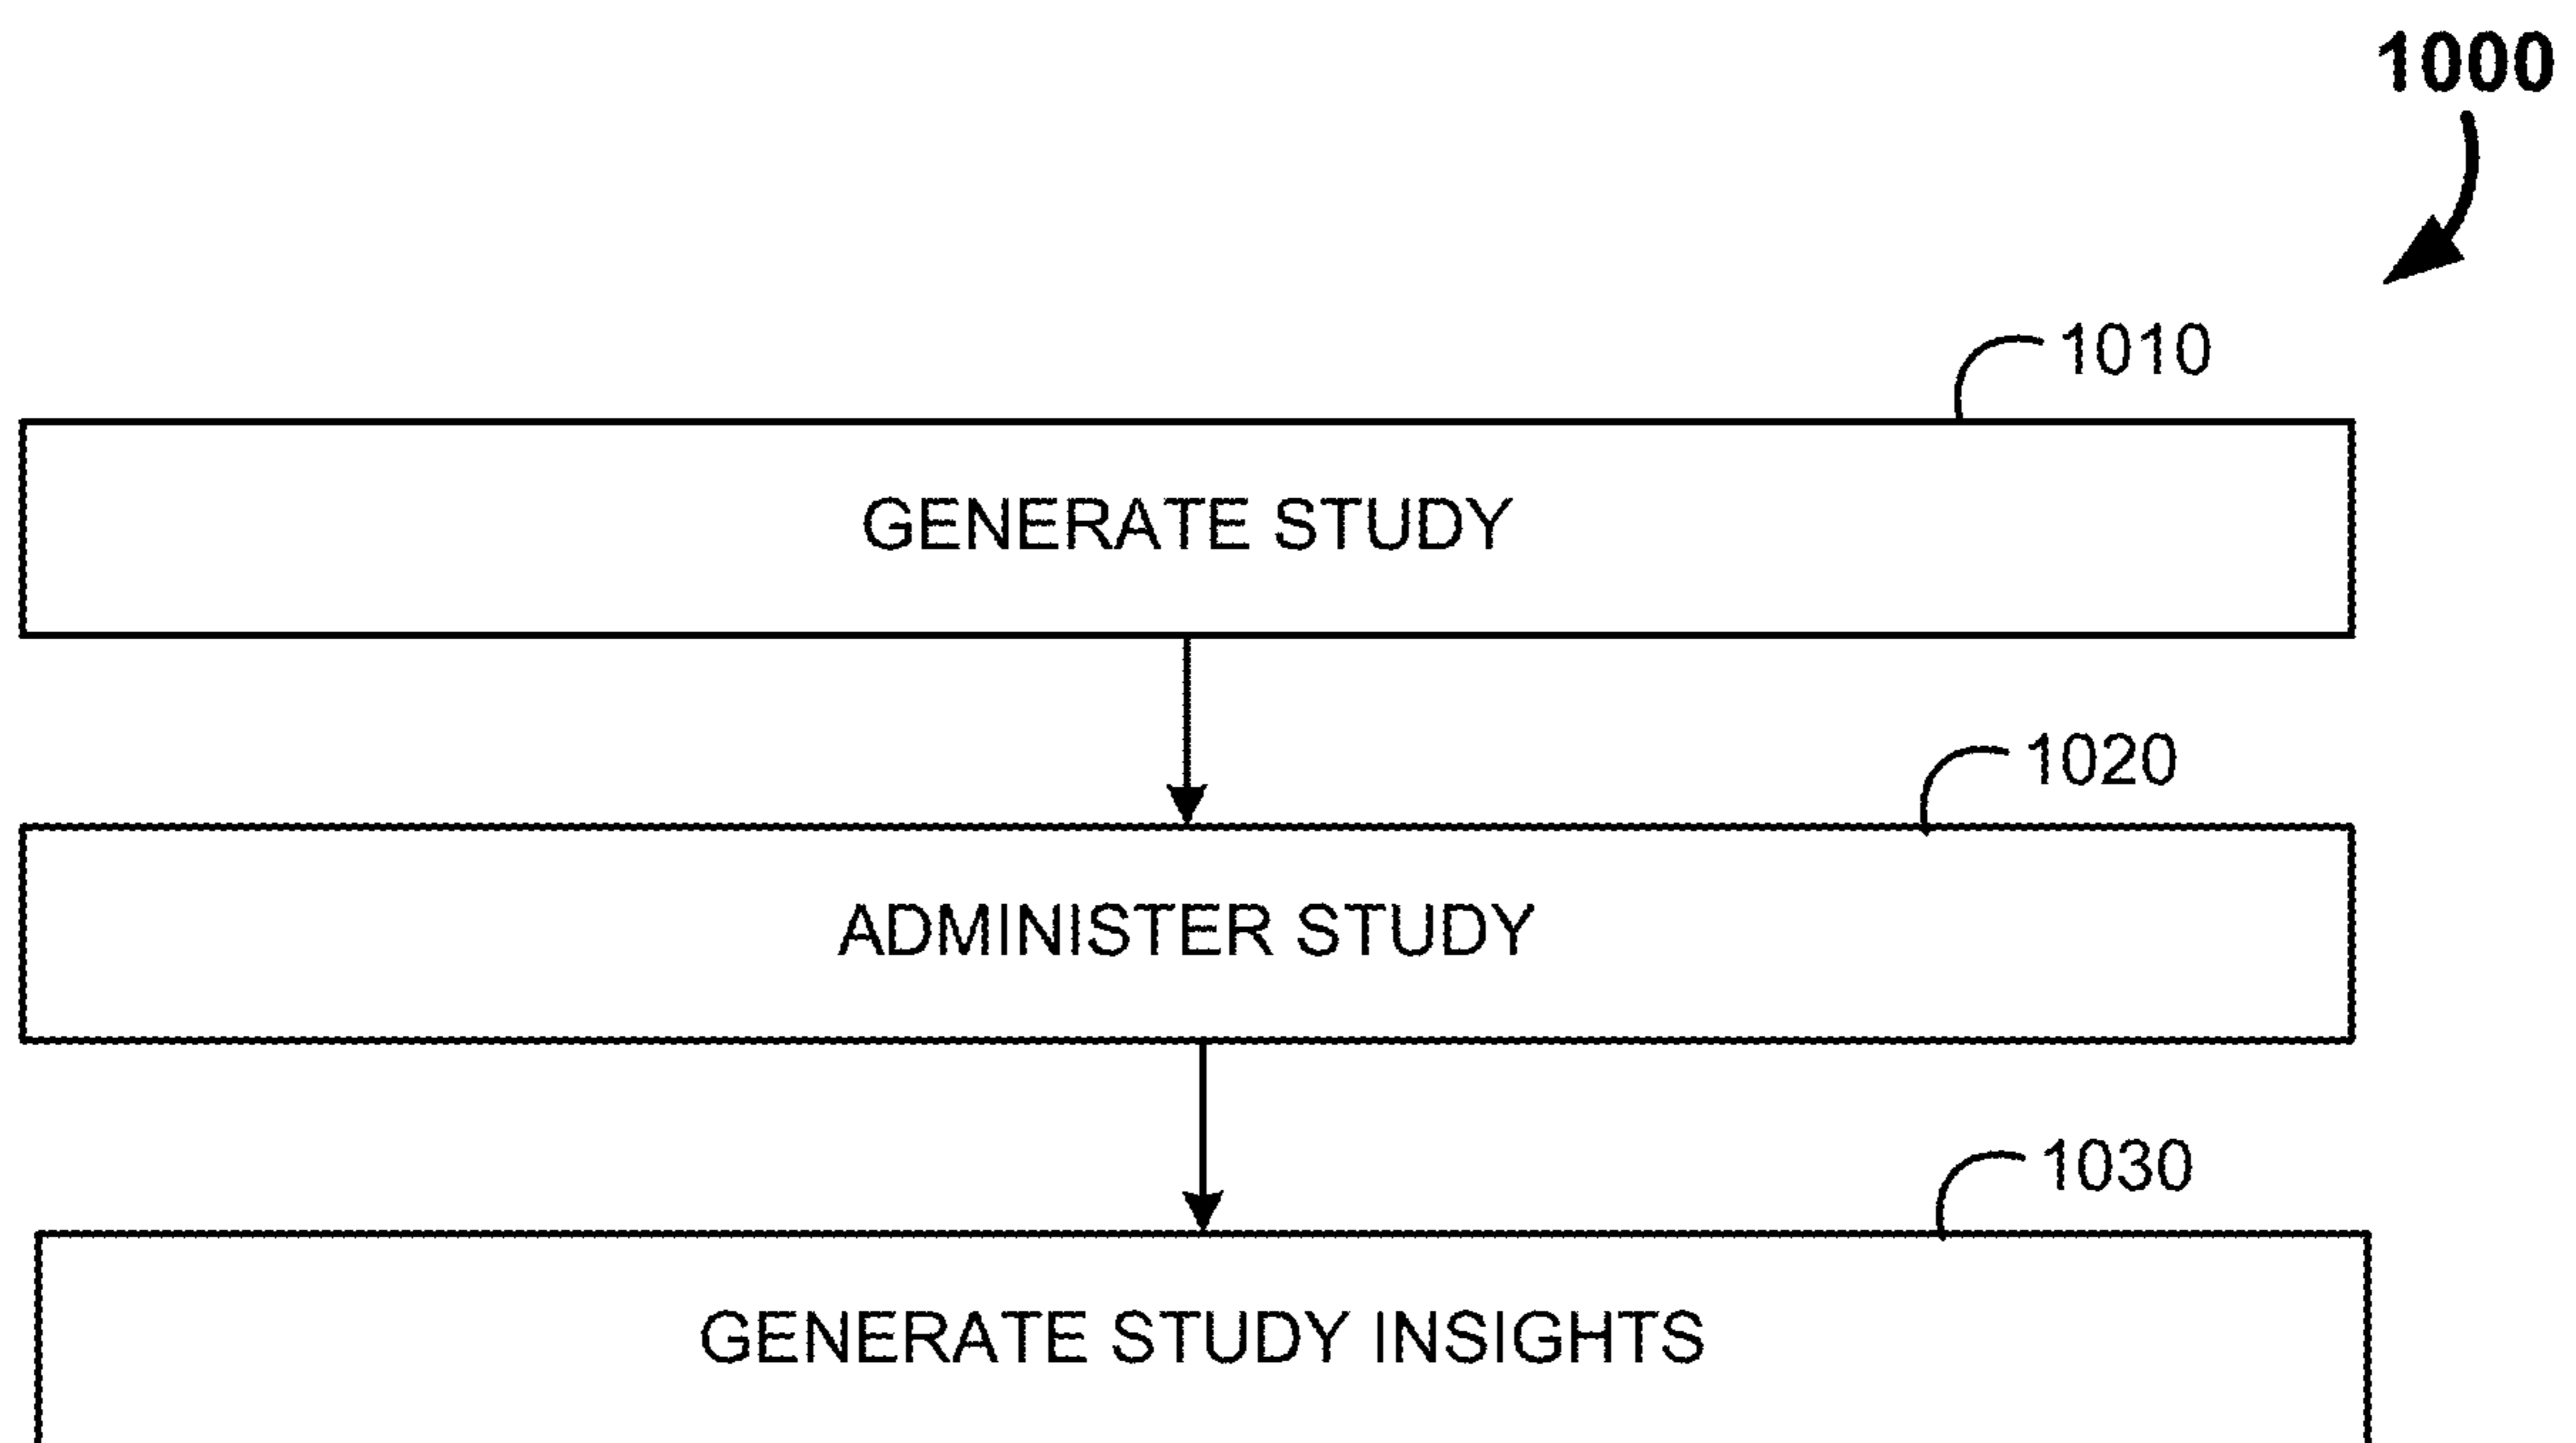 1000
1010
GENERATE STUDY
1020
ADMINISTER STUDY
1030
GENERATE STUDY INSIGHTS